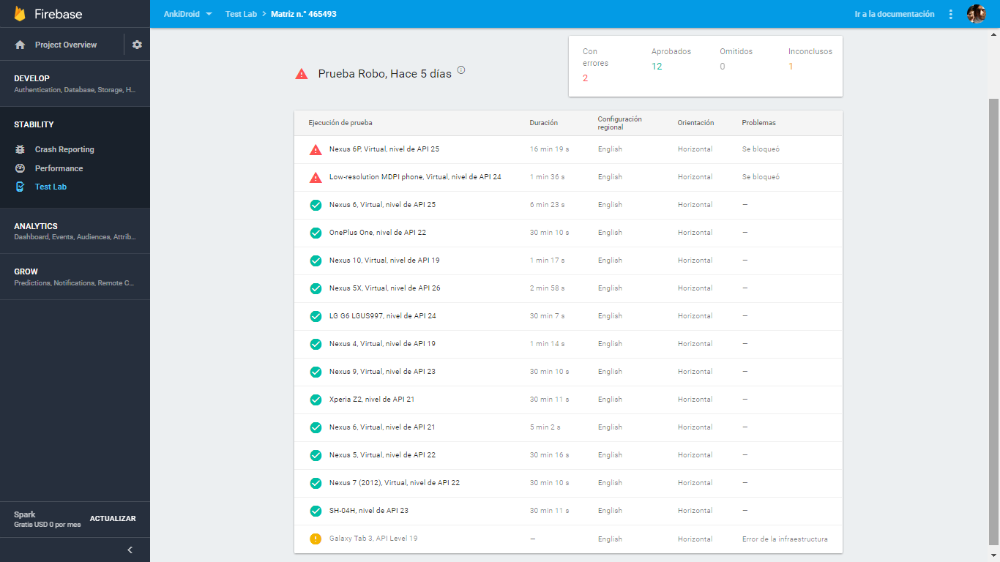 Firebase
AnkiDroid
Test Lab > Matriz n.° 465493
Ir a la documentación
Project Overview
DEVELOP
Authentication, Database, Storage, H...
STABILITY
Crash Reporting
Performance
Test Lab
ANALYTICS
Dashboard, Events, Audiences, Attrib...
GROW
Predictions, Notifications, Remote C...
Spark
Gratis USD 0 por mes
ACTUALIZAR
Prueba Robo, Hace 5 días
Con errores
2
Aprobados
12
Omitidos
0
Inconclusos
1
Ejecución de prueba Duración Configuración regional Orientación Problemas
Nexus 6P, Virtual, nivel de API 25 16 min 19 s English Horizontal Se bloqueó
Low-resolution MDPI phone, Virtual, nivel de API 24 1 min 36 s English Horizontal Se bloqueó
Nexus 6, Virtual, nivel de API 25 6 min 23 s English Horizontal —
OnePlus One, nivel de API 22 30 min 10 s English Horizontal —
Nexus 10, Virtual, nivel de API 19 1 min 17 s English Horizontal —
Nexus 5X, Virtual, nivel de API 26 2 min 58 s English Horizontal —
LG G6 LGUS997, nivel de API 24 30 min 7 s English Horizontal —
Nexus 4, Virtual, nivel de API 19 1 min 14 s English Horizontal —
Nexus 9, Virtual, nivel de API 23 30 min 10 s English Horizontal —
Xperia Z2, nivel de API 21 30 min 11 s English Horizontal —
Nexus 6, Virtual, nivel de API 21 5 min 2 s English Horizontal —
Nexus 5, Virtual, nivel de API 22 30 min 16 s English Horizontal —
Nexus 7 (2012), Virtual, nivel de API 22 30 min 10 s English Horizontal —
SH-04H, nivel de API 23 30 min 11 s English Horizontal —
Galaxy Tab 3, API Level 19 — English Horizontal Error de la infraestructura